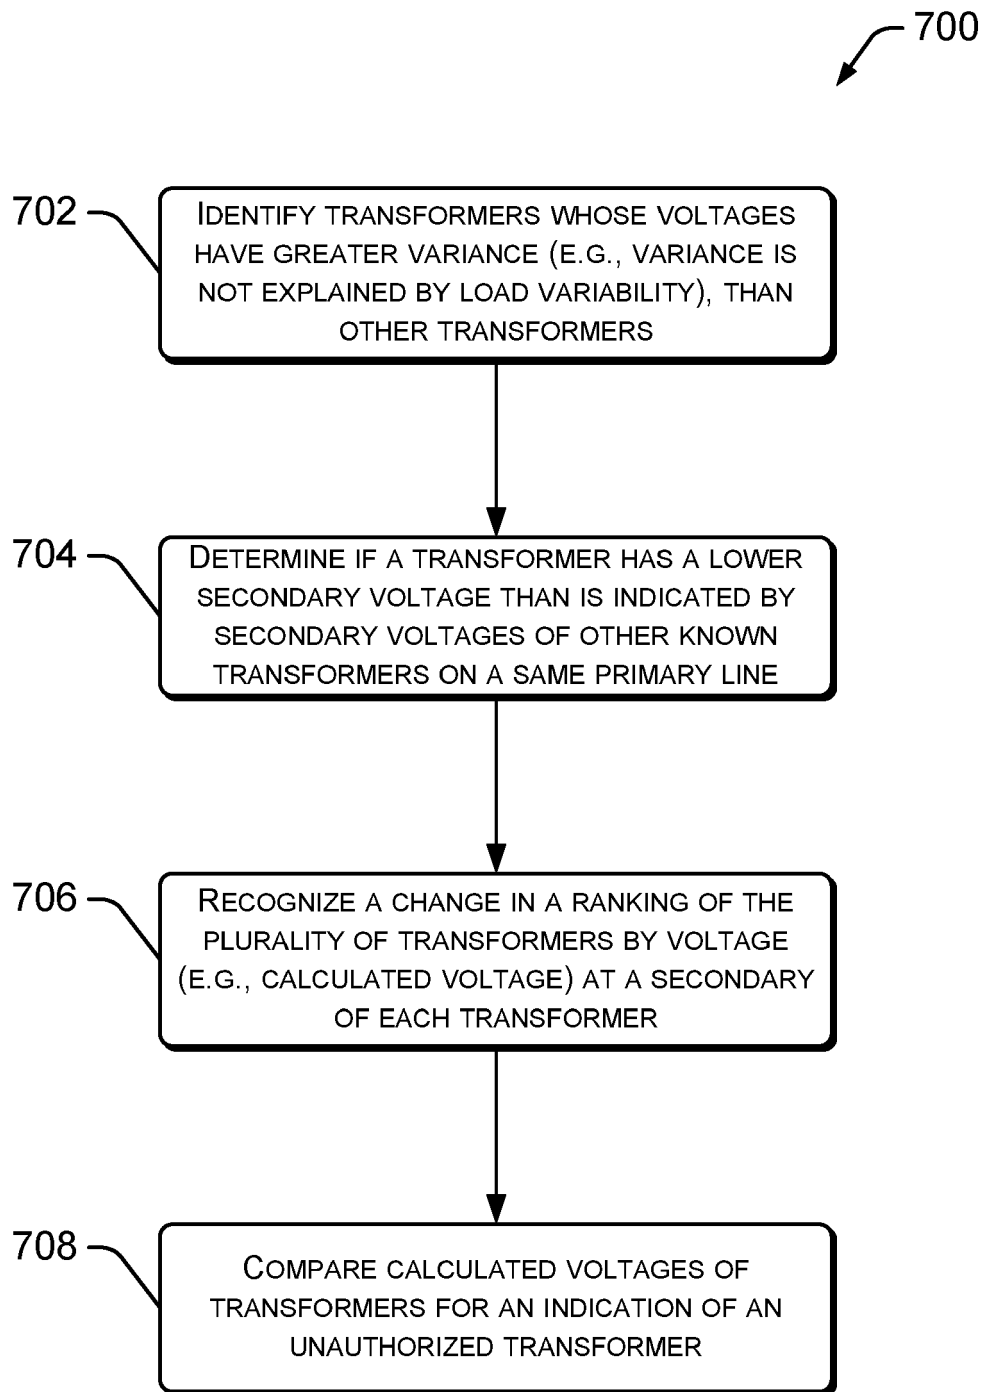 700
702
IDENTIFY TRANSFORMERS WHOSE VOLTAGES
HAVE GREATER VARIANCE (E.G., VARIANCE IS
NOT EXPLAINED BY LOAD VARIABILITY), THAN
OTHER TRANSFORMERS
704
DETERMINE IF A TRANSFORMER HAS A LOWER
SECONDARY VOLTAGE THAN IS INDICATED BY
SECONDARY VOLTAGES OF OTHER KNOWN
TRANSFORMERS ON A SAME PRIMARY LINE
706
RECOGNIZE A CHANGE IN A RANKING OF THE
PLURALITY OF TRANSFORMERS BY VOLTAGE
(E.G., CALCULATED VOLTAGE) AT A SECONDARY
OF EACH TRANSFORMER
708
COMPARE CALCULATED VOLTAGES OF
TRANSFORMERS FOR AN INDICATION OF AN
UNAUTHORIZED TRANSFORMER